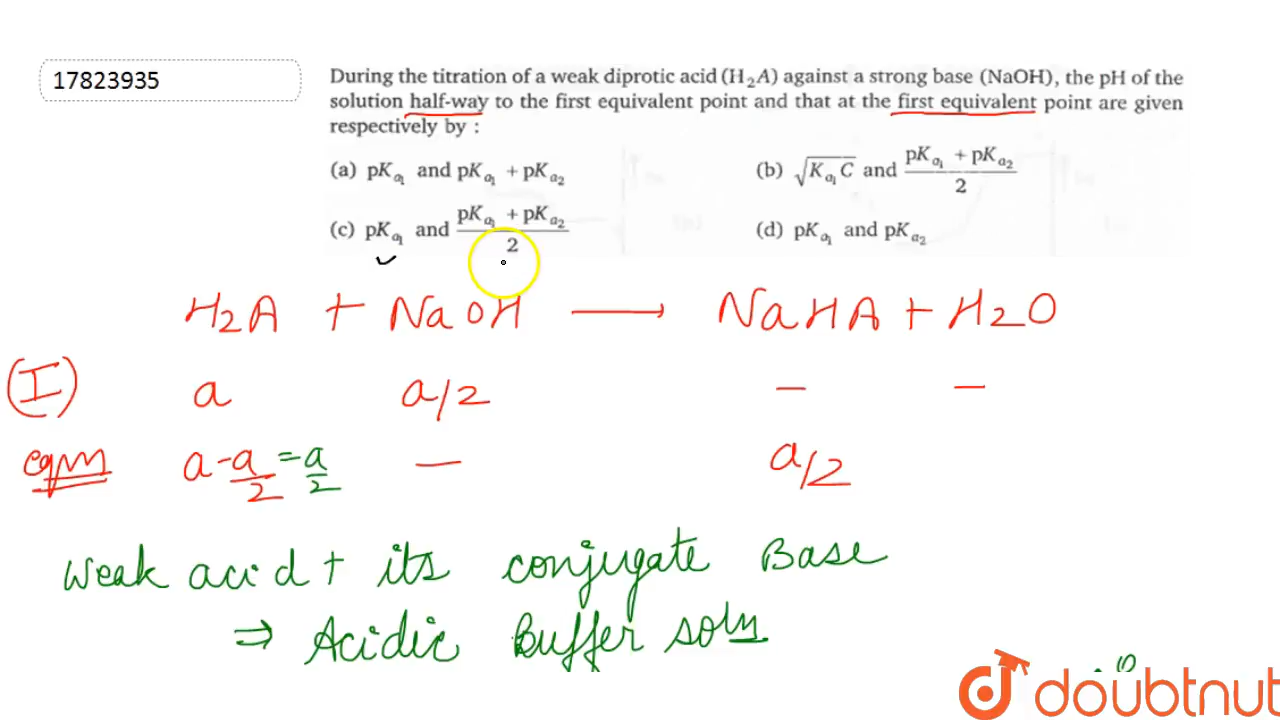 17823935
During the titration of a weak diprotic acid (H₂A) against a strong base (NaOH), the pH of the
solution half-way to the first equivalent point and that at the first equivalent point are given
respectively by :
(a) pKₐ₁ and pKₐ₁ + pKₐ₂
(b) √(Kₐ₁C) and (pKₐ₁ + pKₐ₂)/2
(c) pKₐ₁ and (pKₐ₁ + pKₐ₂)/2
(d) pKₐ₁ and pKₐ₂
H2A + NaOH ⟶ NaHA + H2O
(I) a a/2 – –
eqm a - a/2 = a/2 – a/2
Weak acid + its conjugate Base
⇒ Acidic Buffer soln
doubtnut